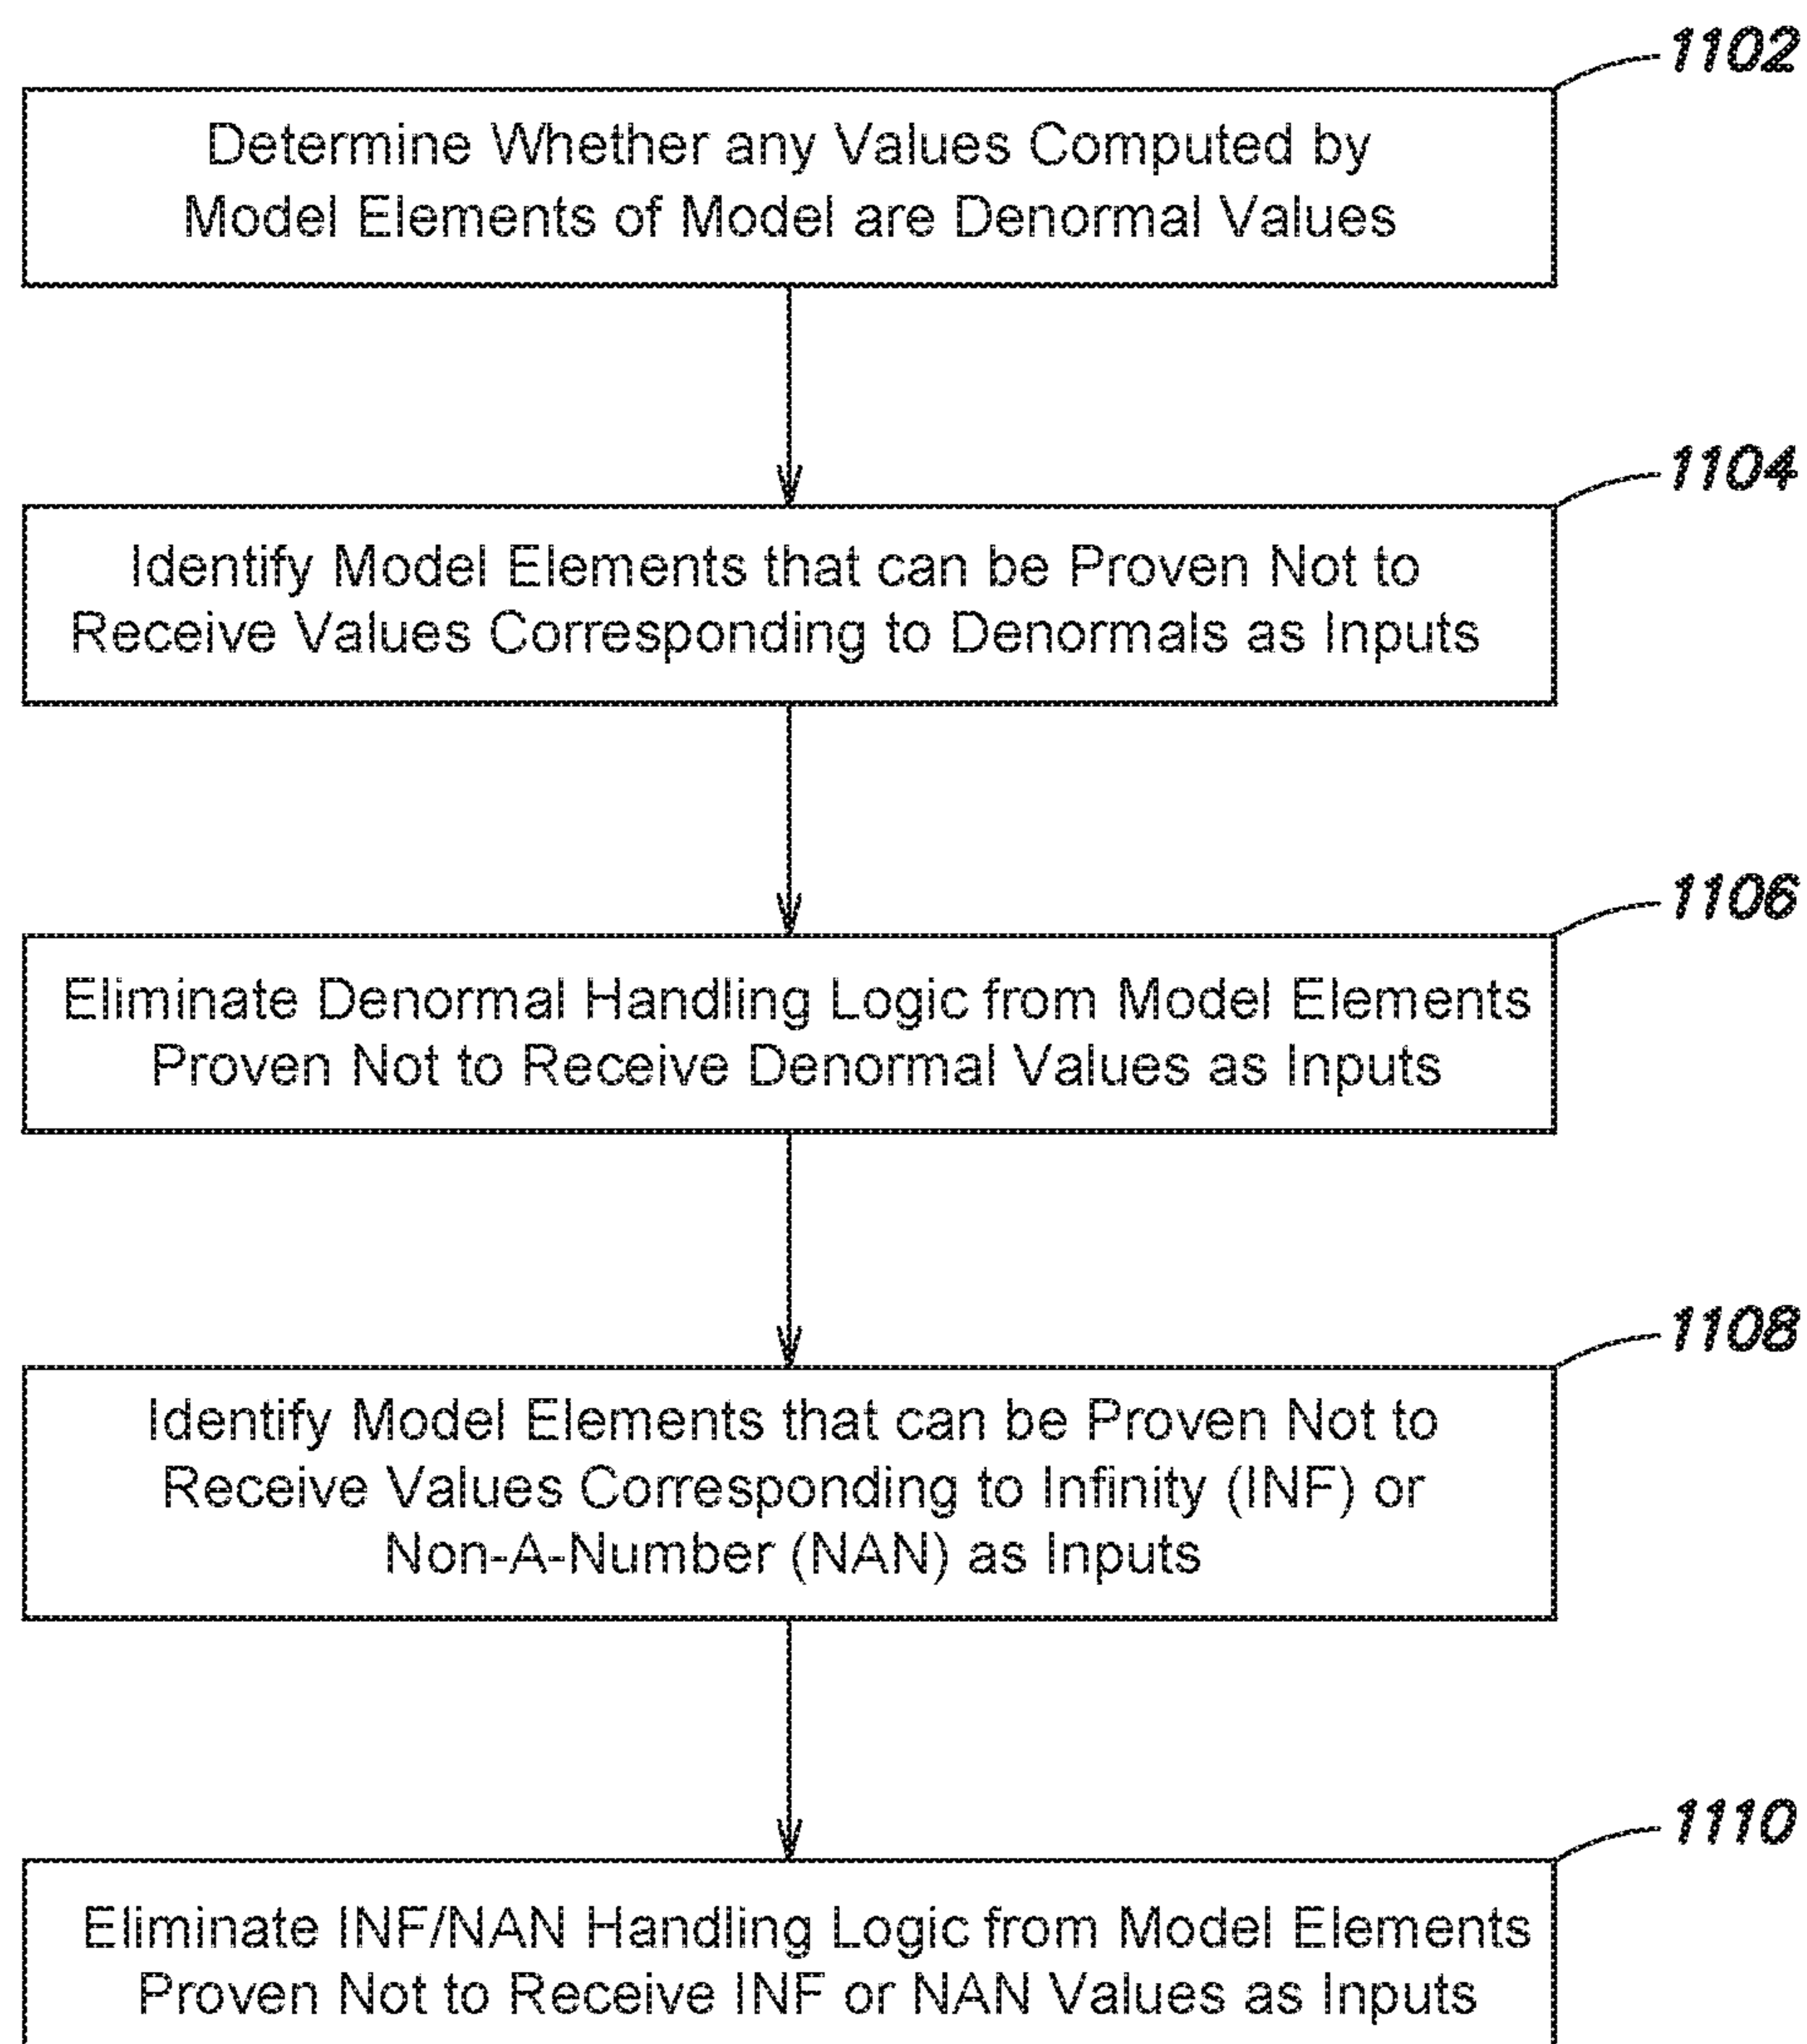 1102
Determine Whether any Values Computed by
Model Elements of Model are Denormal Values
1104
Identify Model Elements that can be Proven Not to
Receive Values Corresponding to Denormals as Inputs
1106
Eliminate Denormal Handling Logic from Model Elements
Proven Not to Receive Denormal Values as Inputs
1108
Identify Model Elements that can be Proven Not to
Receive Values Corresponding to Infinity (INF) or
Non-A-Number (NAN) as Inputs
1110
Eliminate INF/NAN Handling Logic from Model Elements
Proven Not to Receive INF or NAN Values as Inputs